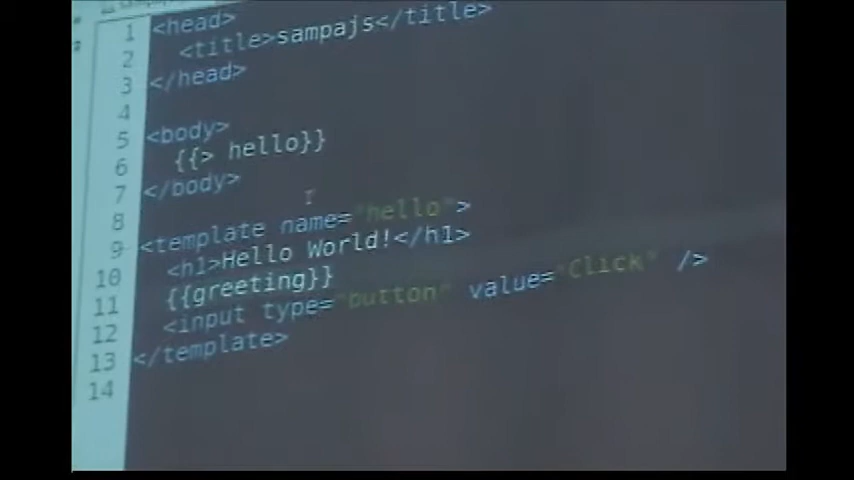 1 <head>
2 <title>sampajs</title>
3 </head>
4
5 <body>
6 {{> hello}}
7 </body>
8
9 <template name="hello">
10 <h1>Hello World!</h1>
11 {{greeting}}
12 <input type="button" value="Click" />
13 </template>
14